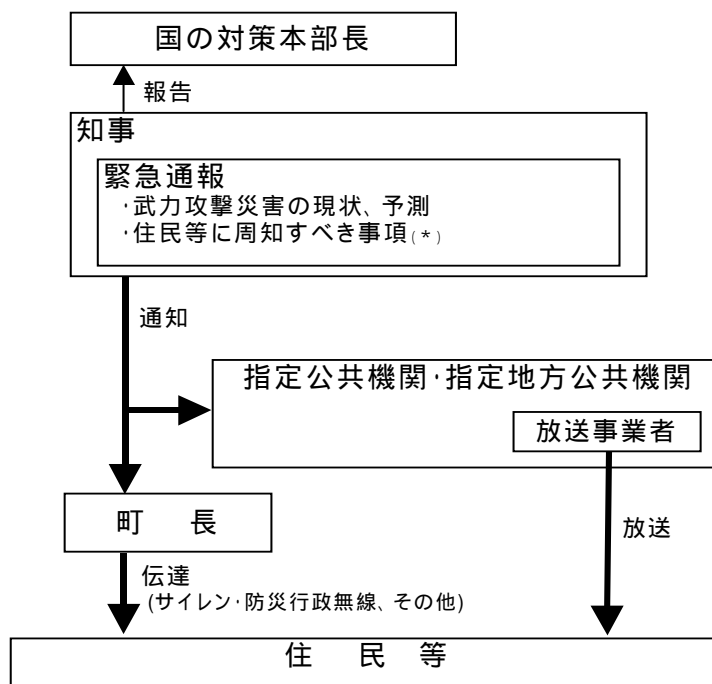 国の対策本部長
報告
知事
緊急通報
・武力攻撃災害の現状、予測
・住民等に周知すべき事項(*)
通知
指定公共機関・指定地方公共機関
放送事業者
町　長
放送
伝達
(サイレン・防災行政無線、その他)
住　民　等